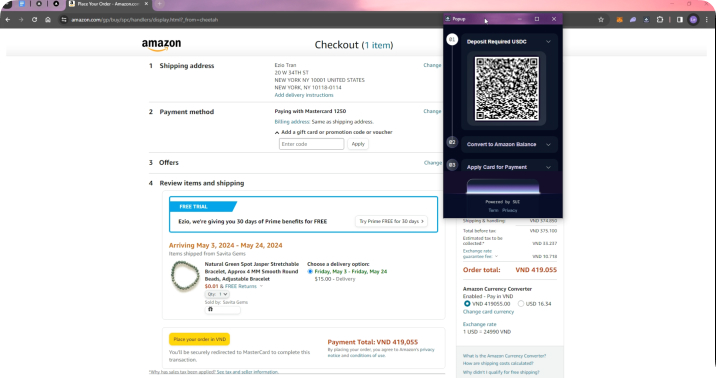 Place Your Order - Amazon.com
amazon.com/gp/buy/spc/handlers/display.html?_from=cheetah
amazon
Checkout (1 item)
1 Shipping address
Ezio Tran
20 W 34TH ST
NEW YORK NY 10001 UNITED STATES
NEW YORK, NY 10118-0114
Add delivery instructions
Change
2 Payment method
Paying with Mastercard 1250
Change
Billing address: Same as shipping address.
Add a gift card or promotion code or voucher
Enter code
Apply
3 Offers
Change
4 Review items and shipping
FREE TRIAL
Ezio, we're giving you 30 days of Prime benefits for FREE
Try Prime FREE for 30 days
Arriving May 3, 2024 - May 24, 2024
Items shipped from Savita Gems
Natural Green Spot Jasper Stretchable
Bracelet, Approx 4 MM Smooth Round
Beads, Adjustable Bracelet
$0.01 & FREE Returns
Qty: 1
Sold by: Savita Gems
Choose a delivery option:
Friday, May 3 - Friday, May 24
$15.00 - Delivery
Place your order in VND
You'll be securely redirected to MasterCard to complete this
transaction.
Payment Total: VND 419,055
By placing your order, you agree to Amazon's privacy
notice and conditions of use.
*Why has sales tax been applied? See tax and seller information.
Popup
01 Deposit Required USDC
02 Convert to Amazon Balance
03 Apply Card for Payment
Powered by
Term Privacy
Shipping & handling:
Total before tax: VND 375.100
Estimated tax to be
collected:* VND 33.237
Exchange rate
guarantee fee: VND 10.718
Order total: VND 419.055
Amazon Currency Converter
Enabled - Pay in VND
VND 419055.00 USD 16.54
Change card currency
Exchange rate
1 USD = 24990 VND
What is the Amazon Currency Converter?
How are shipping costs calculated?
Why didn't I qualify for free shipping?